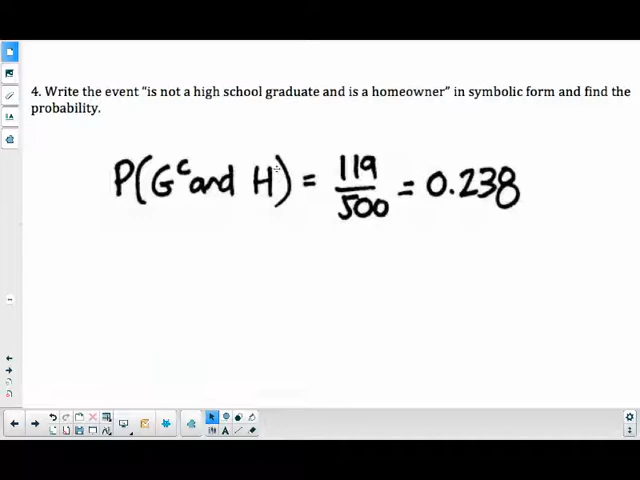 4. Write the event “is not a high school graduate and is a homeowner” in symbolic form and find the
probability.
P(Gᶜ and H) = 119/500 = 0.238